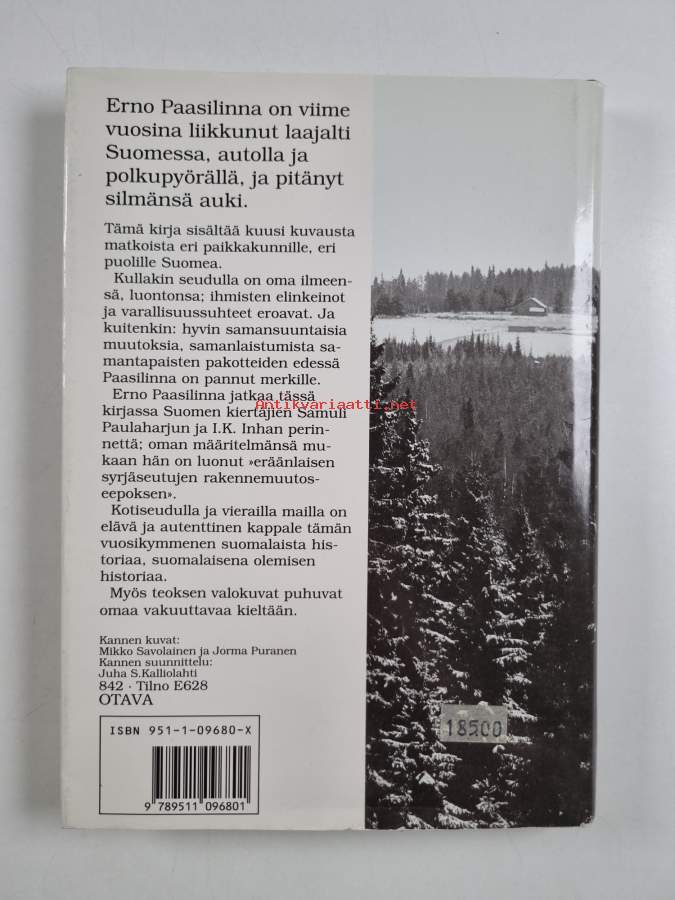 Erno Paasilinna on viime
vuosina liikkunut laajalti
Suomessa, autolla ja
polkupyörällä, ja pitänyt
silmänsä auki.
Tämä kirja sisältää kuusi kuvausta
matkoista eri paikkakunnille, eri
puolille Suomea.
Kullakin seudulla on oma ilmeen-
sä, luontonsa; ihmisten elinkeinot
ja varallisuussuhteet eroavat. Ja
kuitenkin: hyvin samansuuntaisia
muutoksia, samanlaistumista sa-
mantapaisten pakotteiden edessä
Paasilinna on pannut merkille.
Erno Paasilinna jatkaa tässä
Antikvariaatti.net
kirjassa Suomen kiertäjien Samuli
Paulaharjun ja I.K. Inhan perin-
nettä; oman määritelmänsä mu-
kaan hän on luonut »eräänlaisen
syrjäseutujen rakennemuutos-
eepoksen».
Kotiseudulla ja vierailla mailla on
elävä ja autenttinen kappale tämän
vuosikymmenen suomalaista his-
toriaa, suomalaisena olemisen
historiaa.
Myös teoksen valokuvat puhuvat
omaa vakuuttavaa kieltään.
Kannen kuvat:
Mikko Savolainen ja Jorma Puranen
Kannen suunnittelu:
Juha S.Kalliolahti
842 · Tilno E628
OTAVA
ISBN 951-1-09680-X
9 789511 096801
18500